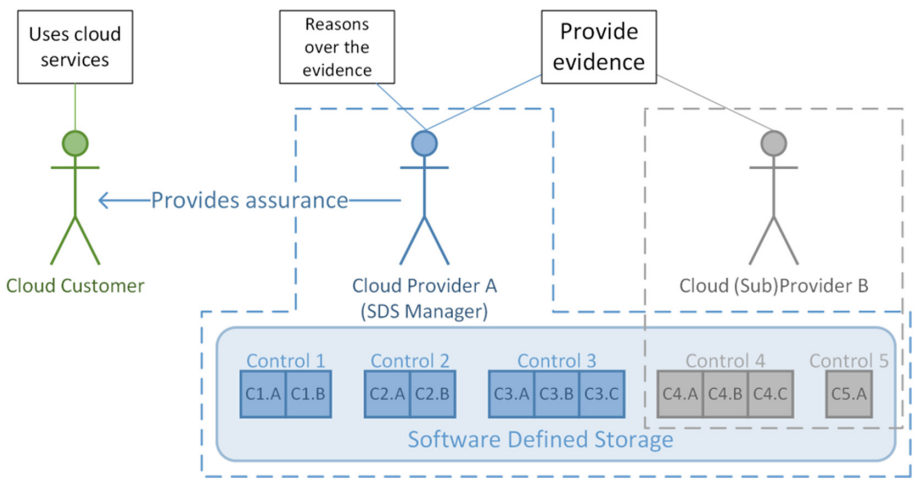 Uses cloud
services
Reasons
over the
evidence
Provide
evidence
Provides assurance
Cloud Customer
Cloud Provider A
(SDS Manager)
Cloud (Sub)Provider B
Control 1
Control 2
Control 3
Control 4
Control 5
C1.A C1.B
C2.A C2.B
C3.A C3.B C3.C
C4.A C4.B C4.C
C5.A
Software Defined Storage